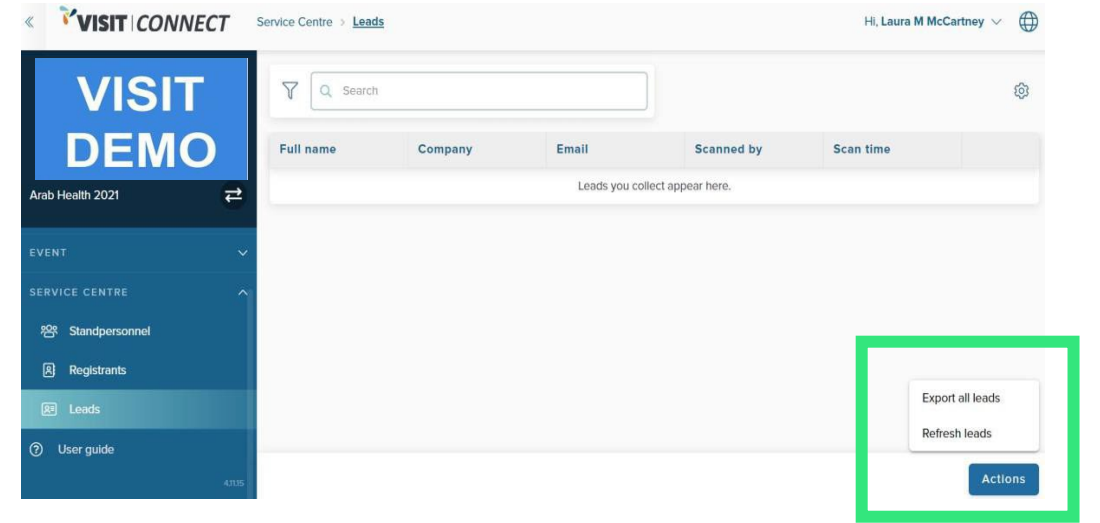 « VISIT | CONNECT
Service Centre > Leads
Hi, Laura M McCartney
VISIT
DEMO
Arab Health 2021
EVENT
SERVICE CENTRE
Standpersonnel
Registrants
Leads
User guide
4.11.15
Search
Full name Company Email Scanned by Scan time
Leads you collect appear here.
Export all leads
Refresh leads
Actions